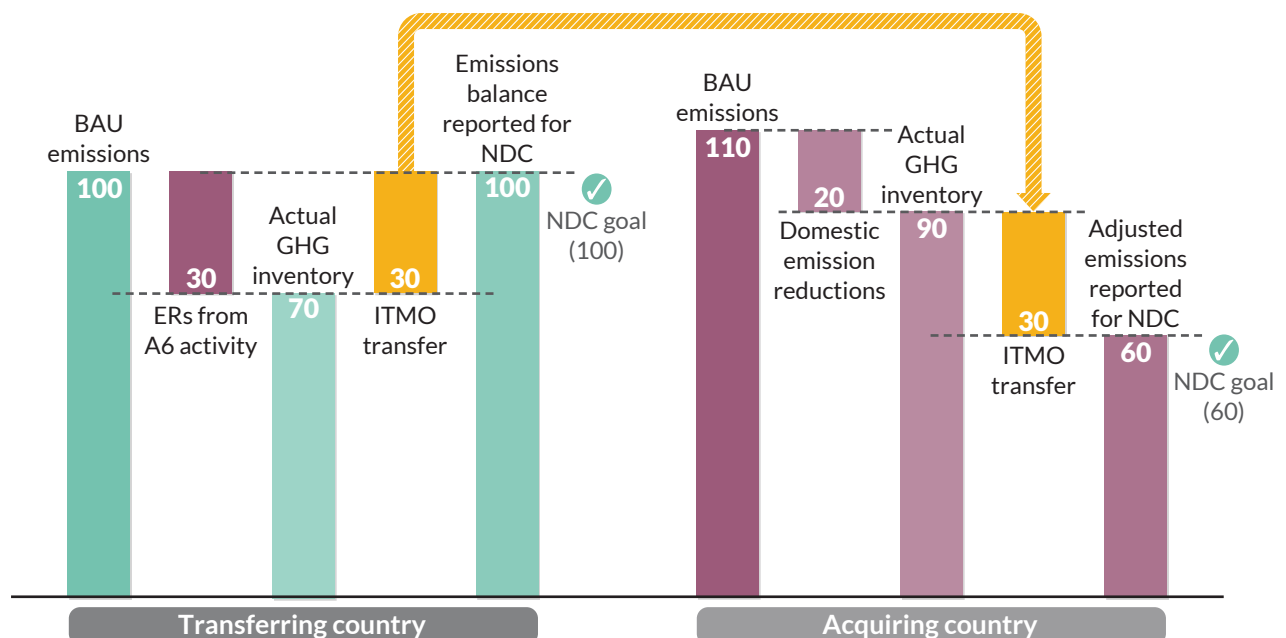 BAU
emissions
100
30
ERs from
A6 activity
Actual
GHG
inventory
70
30
ITMO
transfer
Emissions
balance
reported for
NDC
100
NDC goal
(100)
Transferring country
BAU
emissions
110
20
Domestic
emission
reductions
Actual
GHG
inventory
90
30
ITMO
transfer
Adjusted
emissions
reported
for NDC
60
NDC goal
(60)
Acquiring country